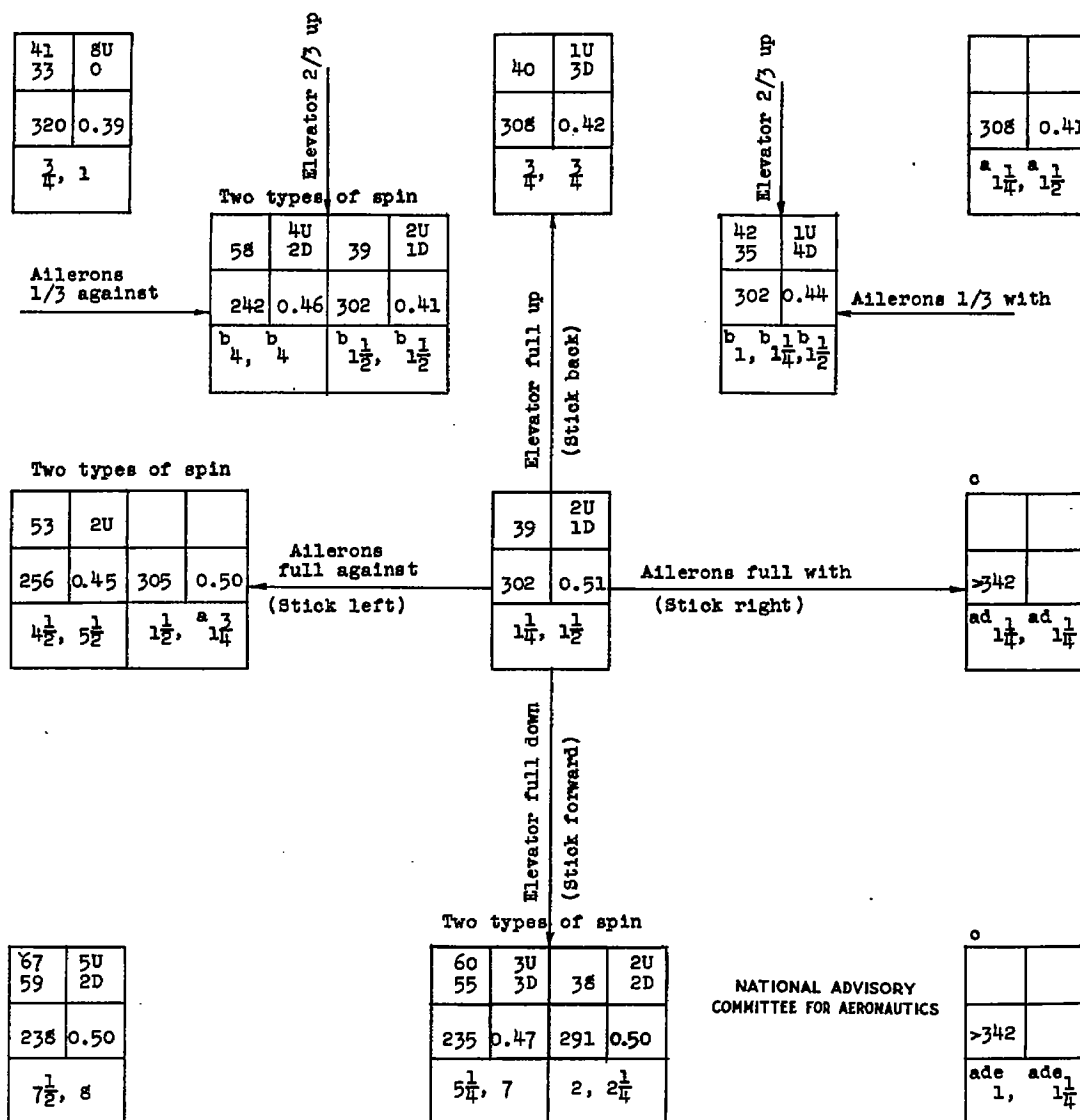 41 8U
33 0
320 0.39
3/4, 1
Elevator 2/3 up
40 1U
3D
308 0.42
3/4, 3/4
Elevator 2/3 up
308 0.41
a 1 1/4, a 1 1/2
Two types of spin
58 4U
2D
39 2U
1D
242 0.46 302 0.41
b 4, b 4
b 1 1/2, b 1 1/2
Ailerons
1/3 against
Elevator full up
(Stick back)
42 1U
35 4D
302 0.44
b 1, b 1 1/4, b 1 1/2
Ailerons 1/3 with
Two types of spin
53 2U
256 0.45 305 0.50
4 1/2, 5 1/2
1 1/2, a 1 3/4
Ailerons
full against
(Stick left)
39 2U
1D
302 0.51
1 1/4, 1 1/2
Ailerons full with
(Stick right)
c
>342
ad 1 1/4, ad 1 1/4
Elevator full down
(Stick forward)
67 5U
59 2D
238 0.50
7 1/2, 8
Two types of spin
60 3U
55 3D
38 2U
2D
235 0.47 291 0.50
5 1/4, 7
2, 2 1/4
NATIONAL ADVISORY
COMMITTEE FOR AERONAUTICS
c
>342
ade 1, ade 1 1/4